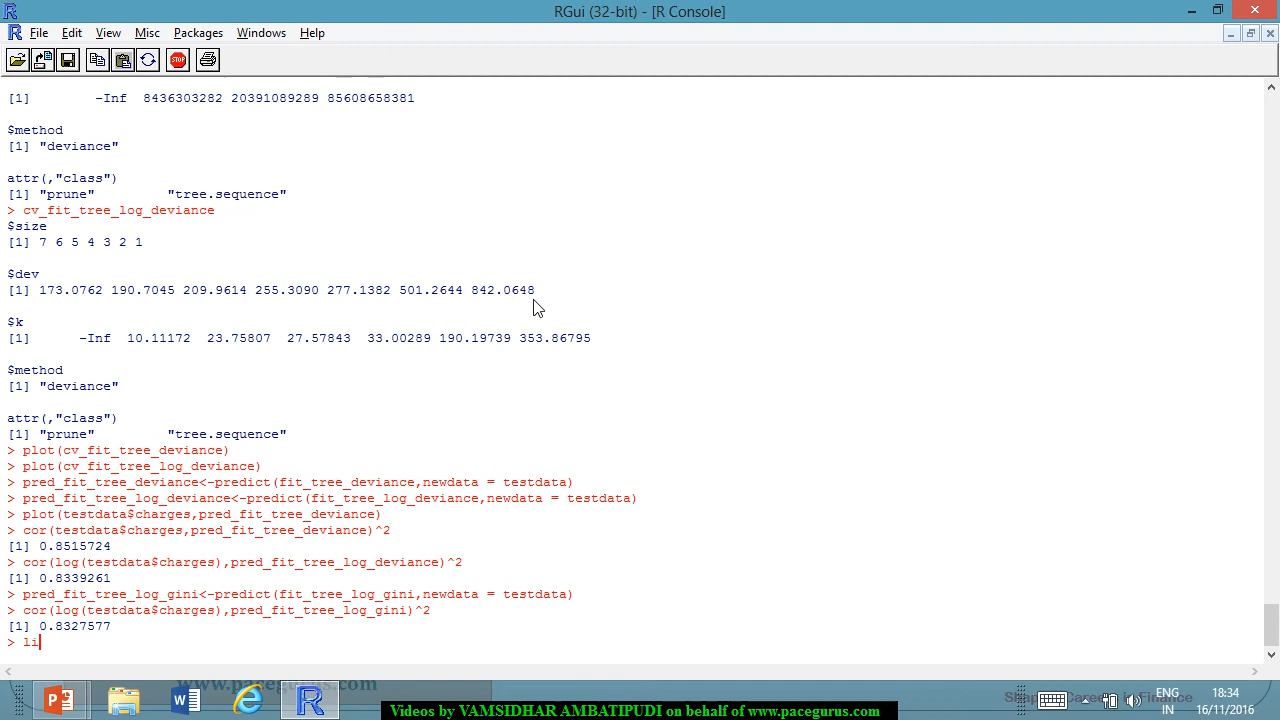 RGui (32-bit) - [R Console]
File Edit View Misc Packages Windows Help
STOP
[1]        -Inf  8436303282 20391089289 85608658381
$method
[1] "deviance"
attr(,"class")
[1] "prune"         "tree.sequence"
> cv_fit_tree_log_deviance
$size
[1] 7 6 5 4 3 2 1
$dev
[1] 173.0762 190.7045 209.9614 255.3090 277.1382 501.2644 842.0648
$k
[1]      -Inf  10.11172  23.75807  27.57843  33.00289 190.19739 353.86795
$method
[1] "deviance"
attr(,"class")
[1] "prune"         "tree.sequence"
> plot(cv_fit_tree_deviance)
> plot(cv_fit_tree_log_deviance)
> pred_fit_tree_deviance<-predict(fit_tree_deviance,newdata = testdata)
> pred_fit_tree_log_deviance<-predict(fit_tree_log_deviance,newdata = testdata)
> plot(testdata$charges,pred_fit_tree_deviance)
> cor(testdata$charges,pred_fit_tree_deviance)^2
[1] 0.8515724
> cor(log(testdata$charges),pred_fit_tree_log_deviance)^2
[1] 0.8339261
> pred_fit_tree_log_gini<-predict(fit_tree_log_gini,newdata = testdata)
> cor(log(testdata$charges),pred_fit_tree_log_gini)^2
[1] 0.8327577
> li
www.pacegurus.com
ENG 18:34
IN 16/11/2016
Videos by VAMSIDHAR AMBATIPUDI on behalf of www.pacegurus.com